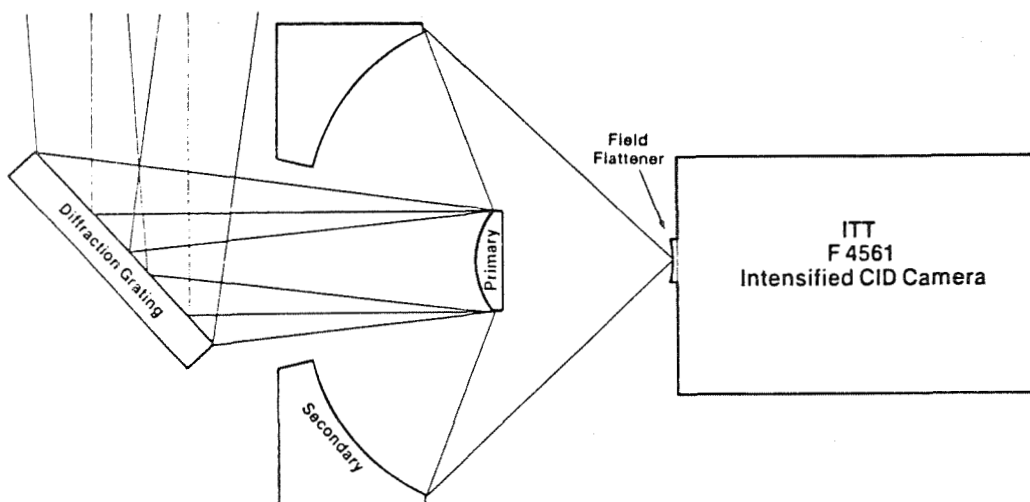 Field
Flattener
Diffraction Grating
Primary
ITT
F 4561
Intensified CID Camera
Secondary